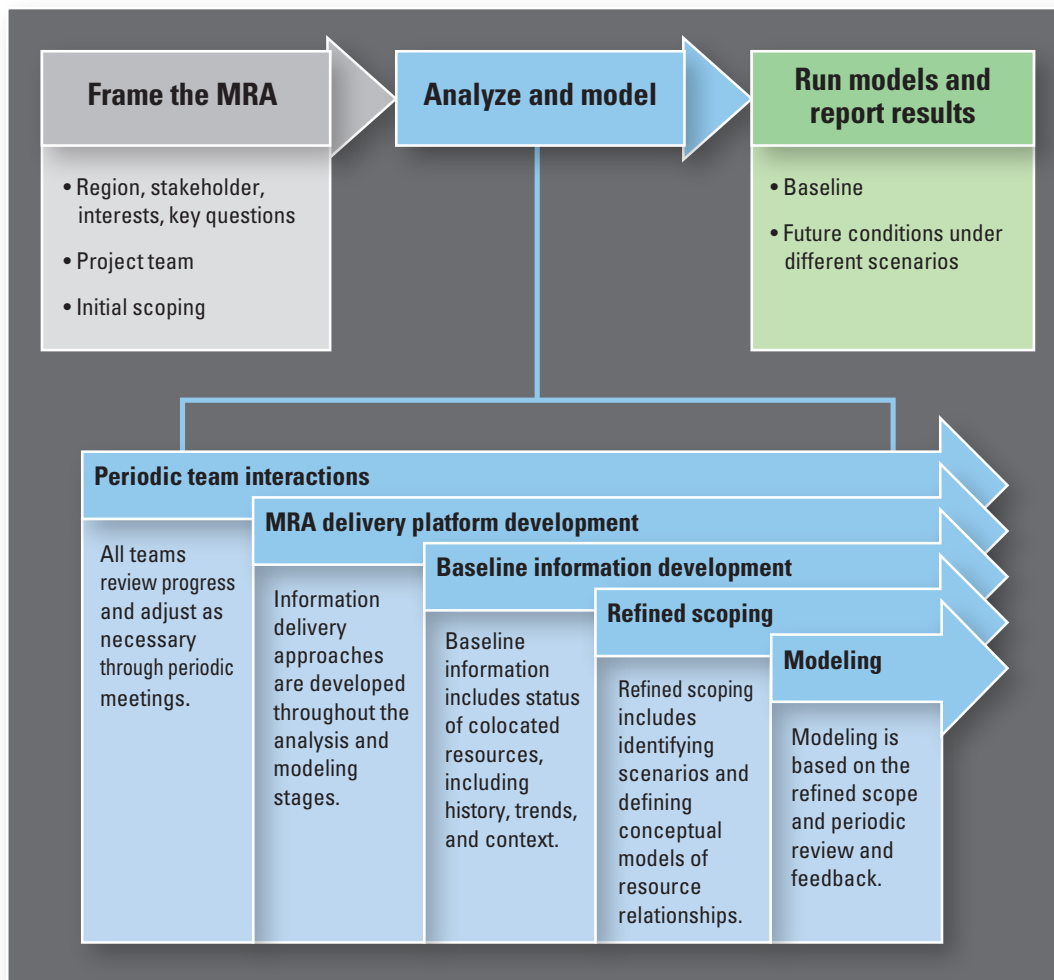 Frame the MRA
• Region, stakeholder,
interests, key questions
• Project team
• Initial scoping
Analyze and model
Run models and
report results
• Baseline
• Future conditions under
different scenarios
Periodic team interactions
All teams
review progress
and adjust as
necessary
through periodic
meetings.
MRA delivery platform development
Information
delivery
approaches
are developed
throughout the
analysis and
modeling
stages.
Baseline information development
Baseline
information
includes status
of colocated
resources,
including
history, trends,
and context.
Refined scoping
Refined scoping
includes
identifying
scenarios and
defining
conceptual
models of
resource
relationships.
Modeling
Modeling is
based on the
refined scope
and periodic
review and
feedback.